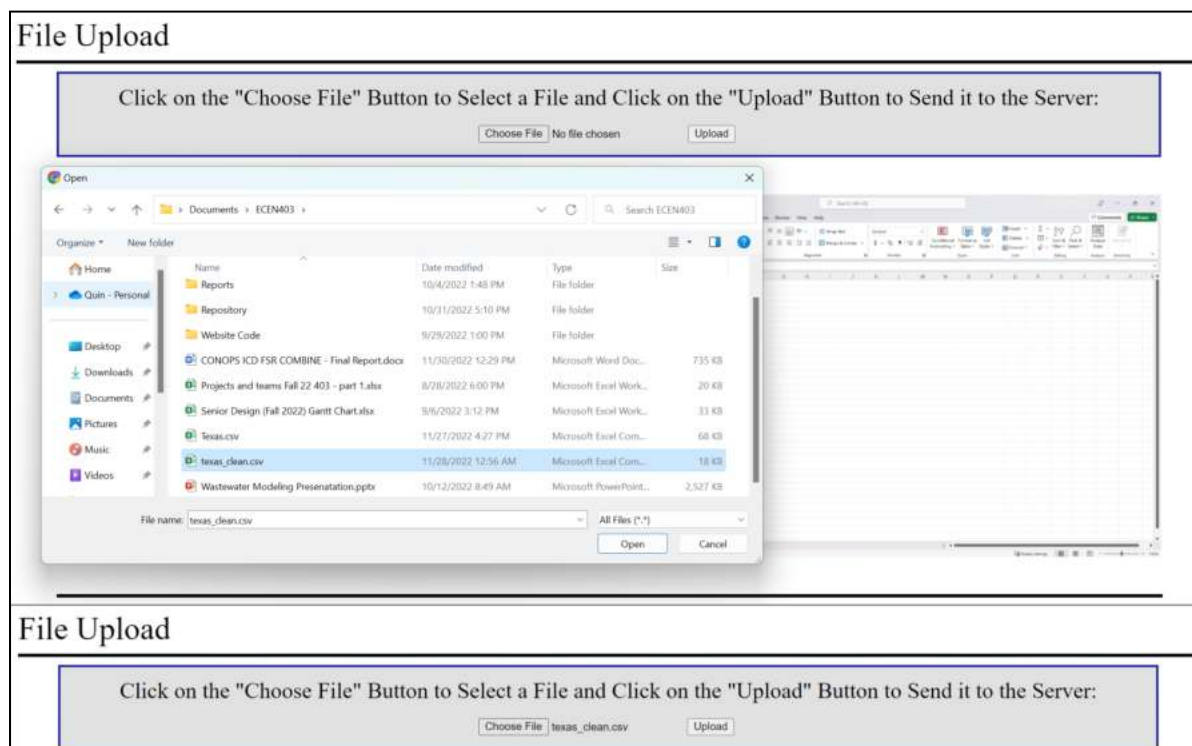 File Upload
Click on the "Choose File" Button to Select a File and Click on the "Upload" Button to Send it to the Server:
Choose File No file chosen Upload
Open
Documents > ECEN403 > Search ECEN403
Organize New folder
Home
Quin - Personal
Desktop
Downloads
Documents
Pictures
Music
Videos
Name Date modified Type Size
Reports 10/4/2022 1:48 PM File folder
Repository 10/31/2022 5:10 PM File folder
Website Code 9/29/2022 1:00 PM File folder
CONOPS ICD FSR COMBINE - Final Report.docx 11/30/2022 12:29 PM Microsoft Word Doc... 735 KB
Projects and teams Fall 22 403 - part 1.xlsx 8/28/2022 6:00 PM Microsoft Excel Work... 20 KB
Senior Design (Fall 2022) Gantt Chart.xlsx 9/6/2022 3:12 PM Microsoft Excel Work... 33 KB
Texas.csv 11/27/2022 4:27 PM Microsoft Excel Com... 68 KB
texas_clean.csv 11/28/2022 12:56 AM Microsoft Excel Com... 18 KB
Wastewater Modeling Presenatation.pptx 10/12/2022 8:49 AM Microsoft PowerPoint... 2,527 KB
File name: texas_clean.csv All Files (*.*)
Open Cancel
File Upload
Click on the "Choose File" Button to Select a File and Click on the "Upload" Button to Send it to the Server:
Choose File texas_clean.csv Upload